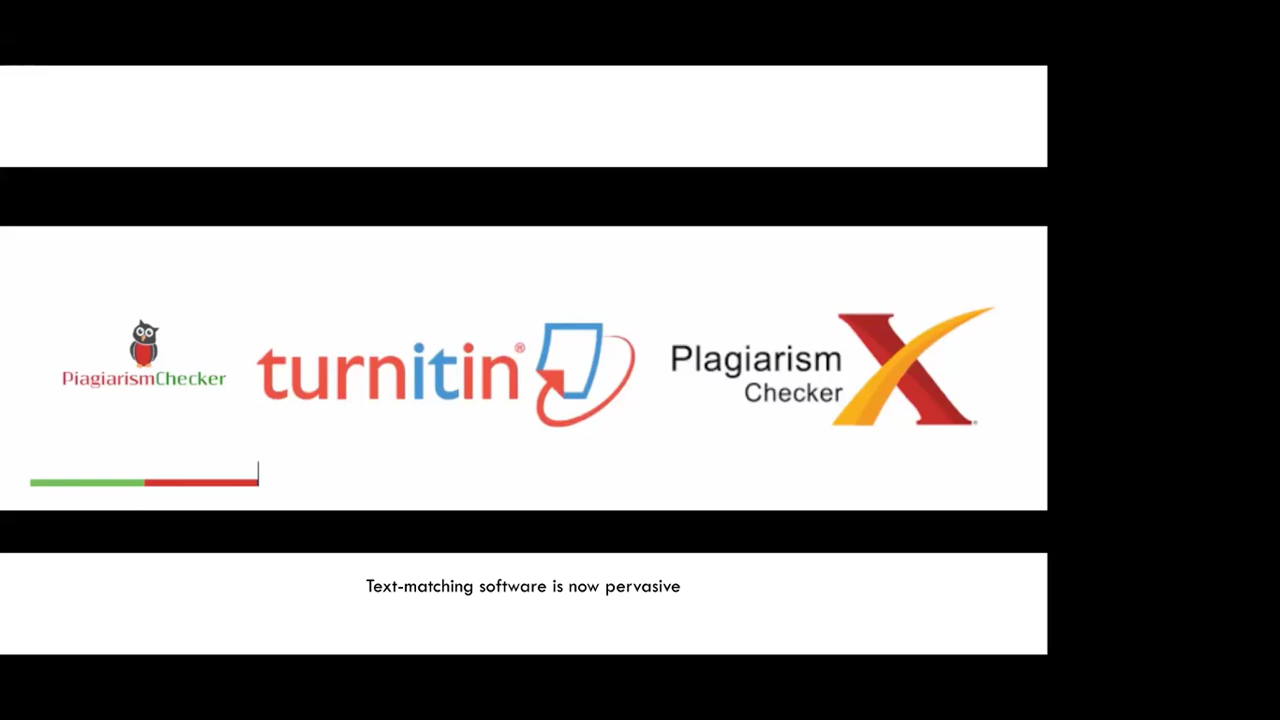 PlagiarismChecker
turnitin®
Plagiarism
Checker X
Text-matching software is now pervasive